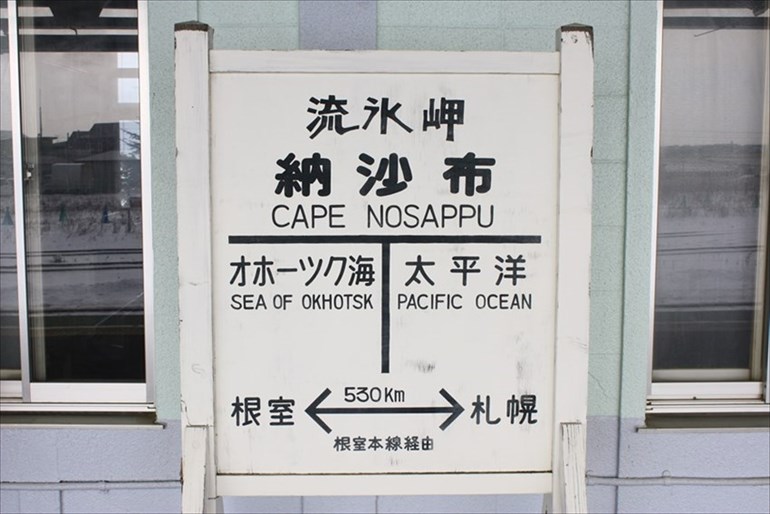 流氷岬
納沙布
CAPE NOSAPPU
オホーツク海 太平洋
SEA OF OKHOTSK PACIFIC OCEAN
530Km
根室 札幌
根室本線経由